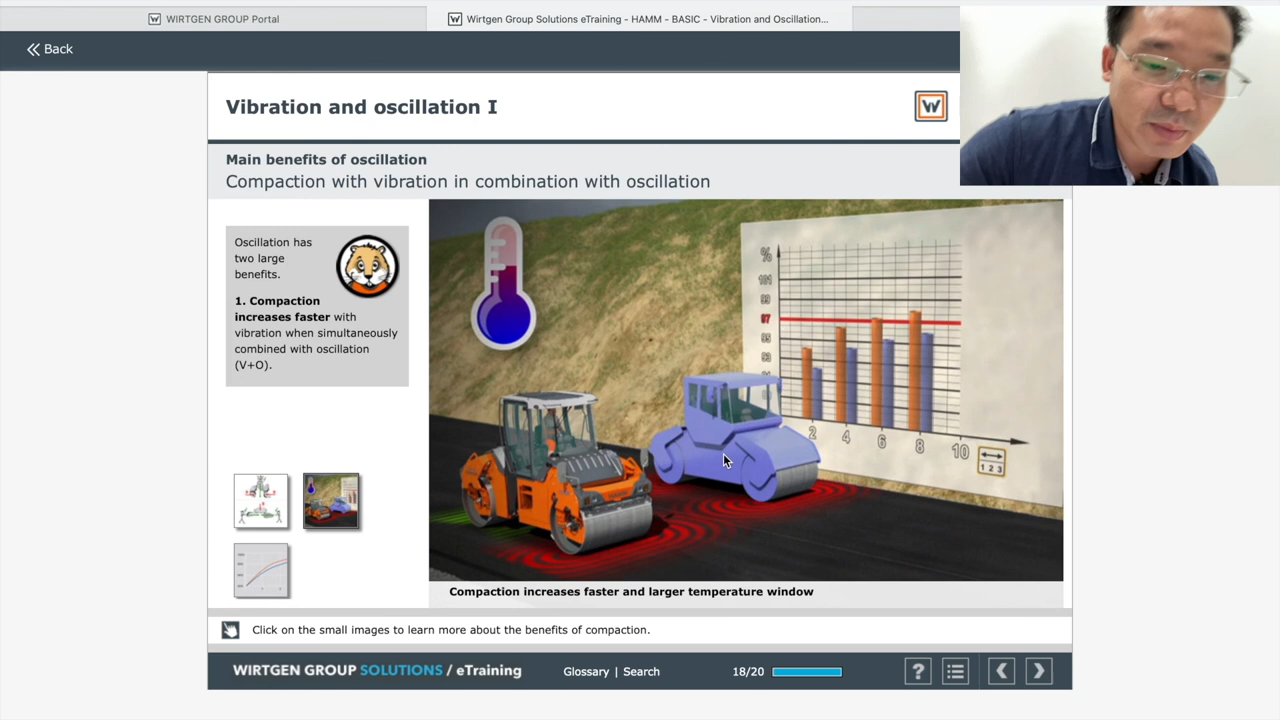 WIRTGEN GROUP Portal
Wirtgen Group Solutions eTraining - HAMM - BASIC - Vibration and Oscillation...
Back
Vibration and oscillation I
W
Main benefits of oscillation
Compaction with vibration in combination with oscillation
Oscillation has
two large
benefits.
1. Compaction
increases faster with
vibration when simultaneously
combined with oscillation
(V+O).
%
101
99
97
95
93
2 4 6 8 10
1 2 3
Compaction increases faster and larger temperature window
Click on the small images to learn more about the benefits of compaction.
WIRTGEN GROUP SOLUTIONS / eTraining
Glossary | Search
18/20
?